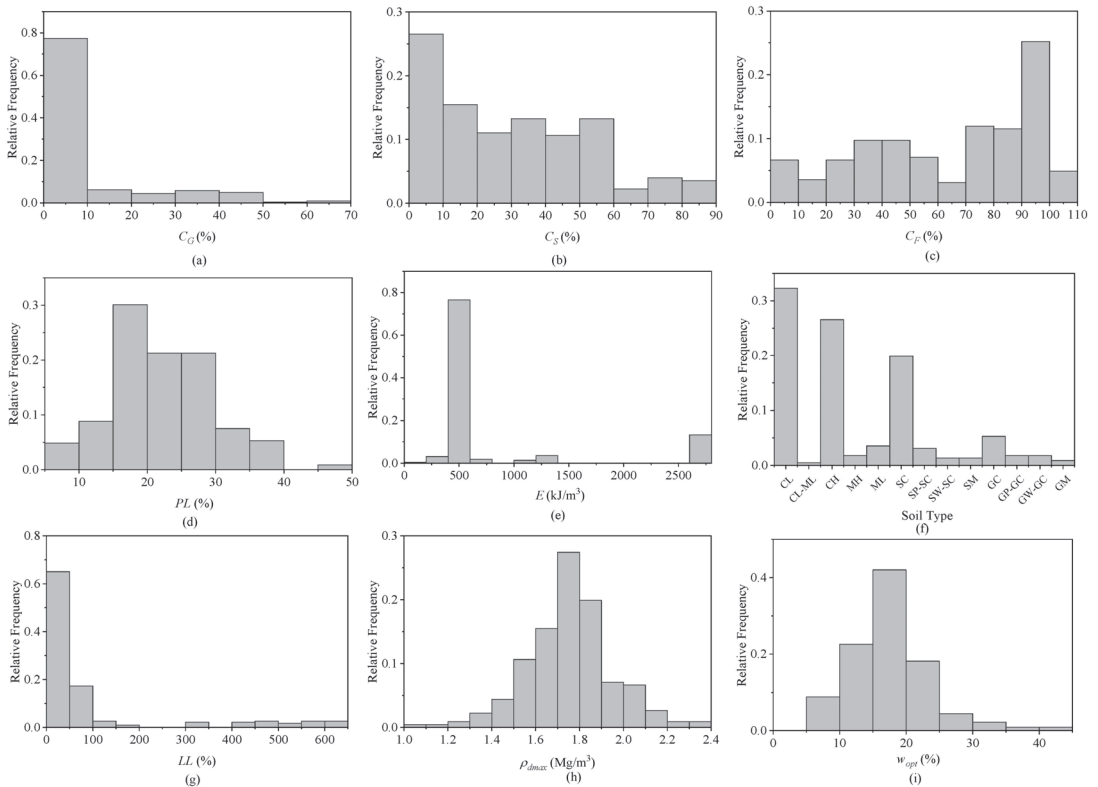 0.8
0.6
0.4
0.2
0.0
Relative Frequency
0 10 20 30 40 50 60 70
C_G (%)
(a)
0.3
0.2
0.1
0.0
Relative Frequency
0 10 20 30 40 50 60 70 80 90
C_S (%)
(b)
0.3
0.2
0.1
0.0
Relative Frequency
0 10 20 30 40 50 60 70 80 90 100 110
C_F (%)
(c)
0.3
0.2
0.1
0.0
Relative Frequency
10 20 30 40 50
PL (%)
(d)
0.8
0.6
0.4
0.2
0.0
Relative Frequency
0 500 1000 1500 2000 2500
E (kJ/m³)
(e)
0.3
0.2
0.1
0.0
Relative Frequency
CL CL-ML CH MH ML SC SP-SC SW-SC SM GC GP-GC GW-GC GM
Soil Type
(f)
0.8
0.6
0.4
0.2
0.0
Relative Frequency
0 100 200 300 400 500 600
LL (%)
(g)
0.3
0.2
0.1
0.0
Relative Frequency
1.0 1.2 1.4 1.6 1.8 2.0 2.2 2.4
ρ_dmax (Mg/m³)
(h)
0.4
0.2
0.0
Relative Frequency
0 10 20 30 40
w_opt (%)
(i)